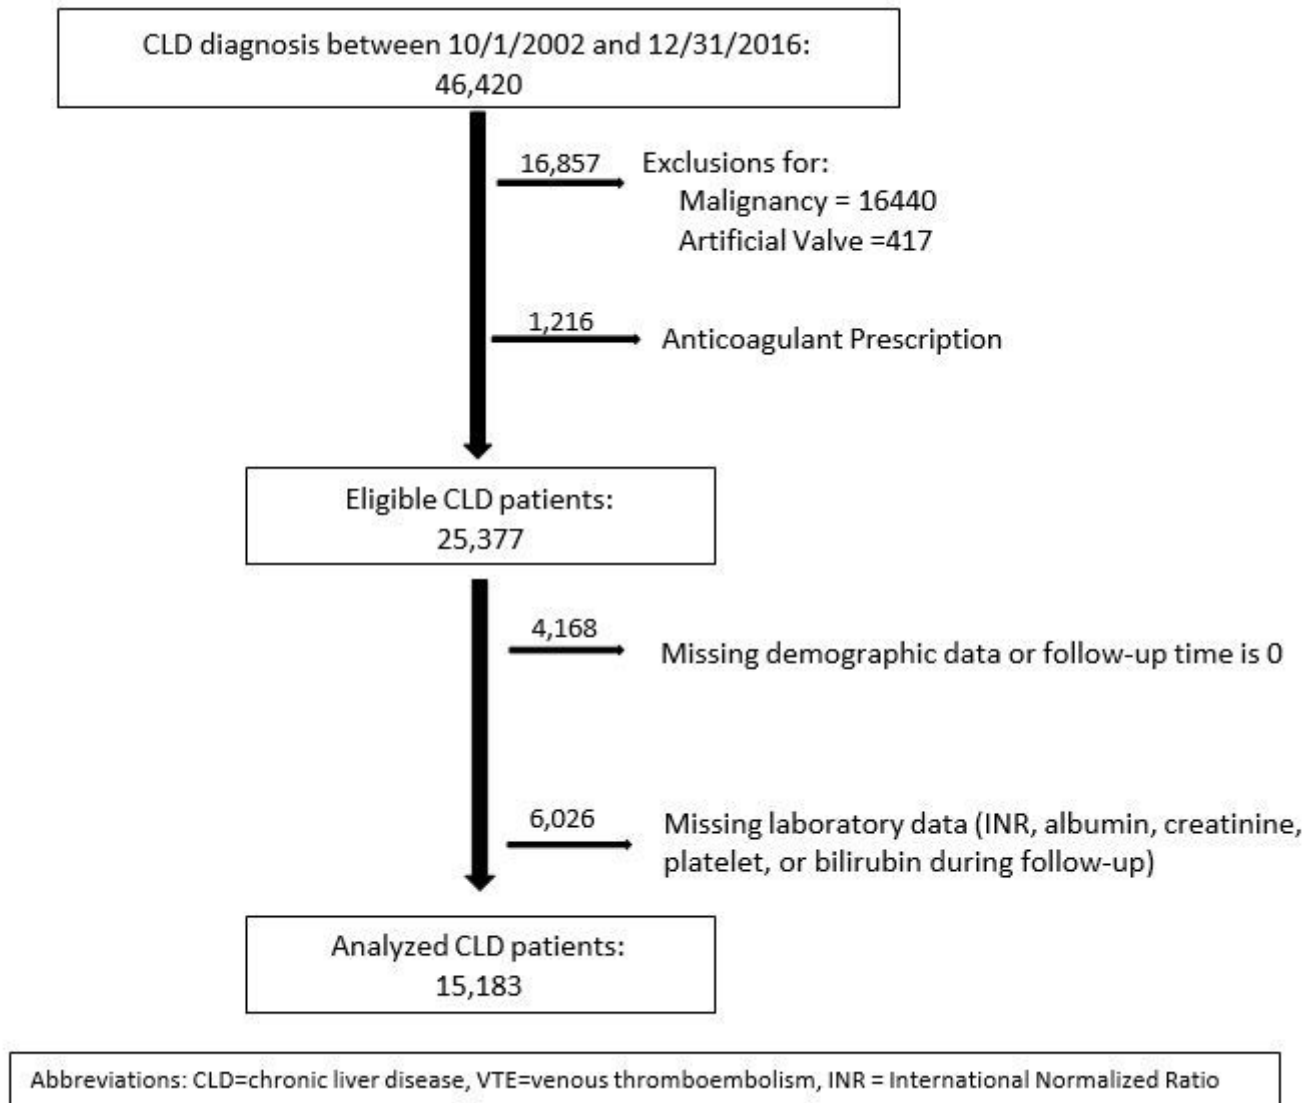 CLD diagnosis between 10/1/2002 and 12/31/2016:
46,420
16,857
Exclusions for:
Malignancy = 16440
Artificial Valve =417
1,216
Anticoagulant Prescription
Eligible CLD patients:
25,377
4,168
Missing demographic data or follow-up time is 0
6,026
Missing laboratory data (INR, albumin, creatinine,
platelet, or bilirubin during follow-up)
Analyzed CLD patients:
15,183
Abbreviations: CLD=chronic liver disease, VTE=venous thromboembolism, INR = International Normalized Ratio